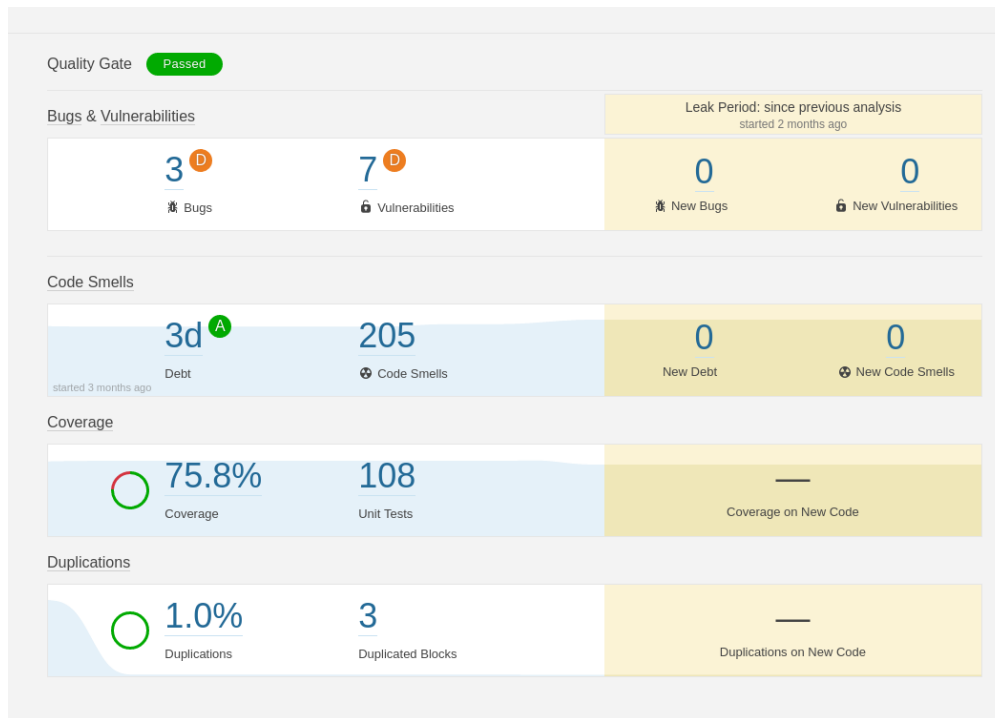 Quality Gate Passed
Leak Period: since previous analysis
started 2 months ago
Bugs & Vulnerabilities
3 D 7 D 0 0
Bugs Vulnerabilities New Bugs New Vulnerabilities
Code Smells
3d A 205 0 0
Debt Code Smells New Debt New Code Smells
started 3 months ago
Coverage
75.8% 108 —
Coverage Unit Tests Coverage on New Code
Duplications
1.0% 3 —
Duplications Duplicated Blocks Duplications on New Code